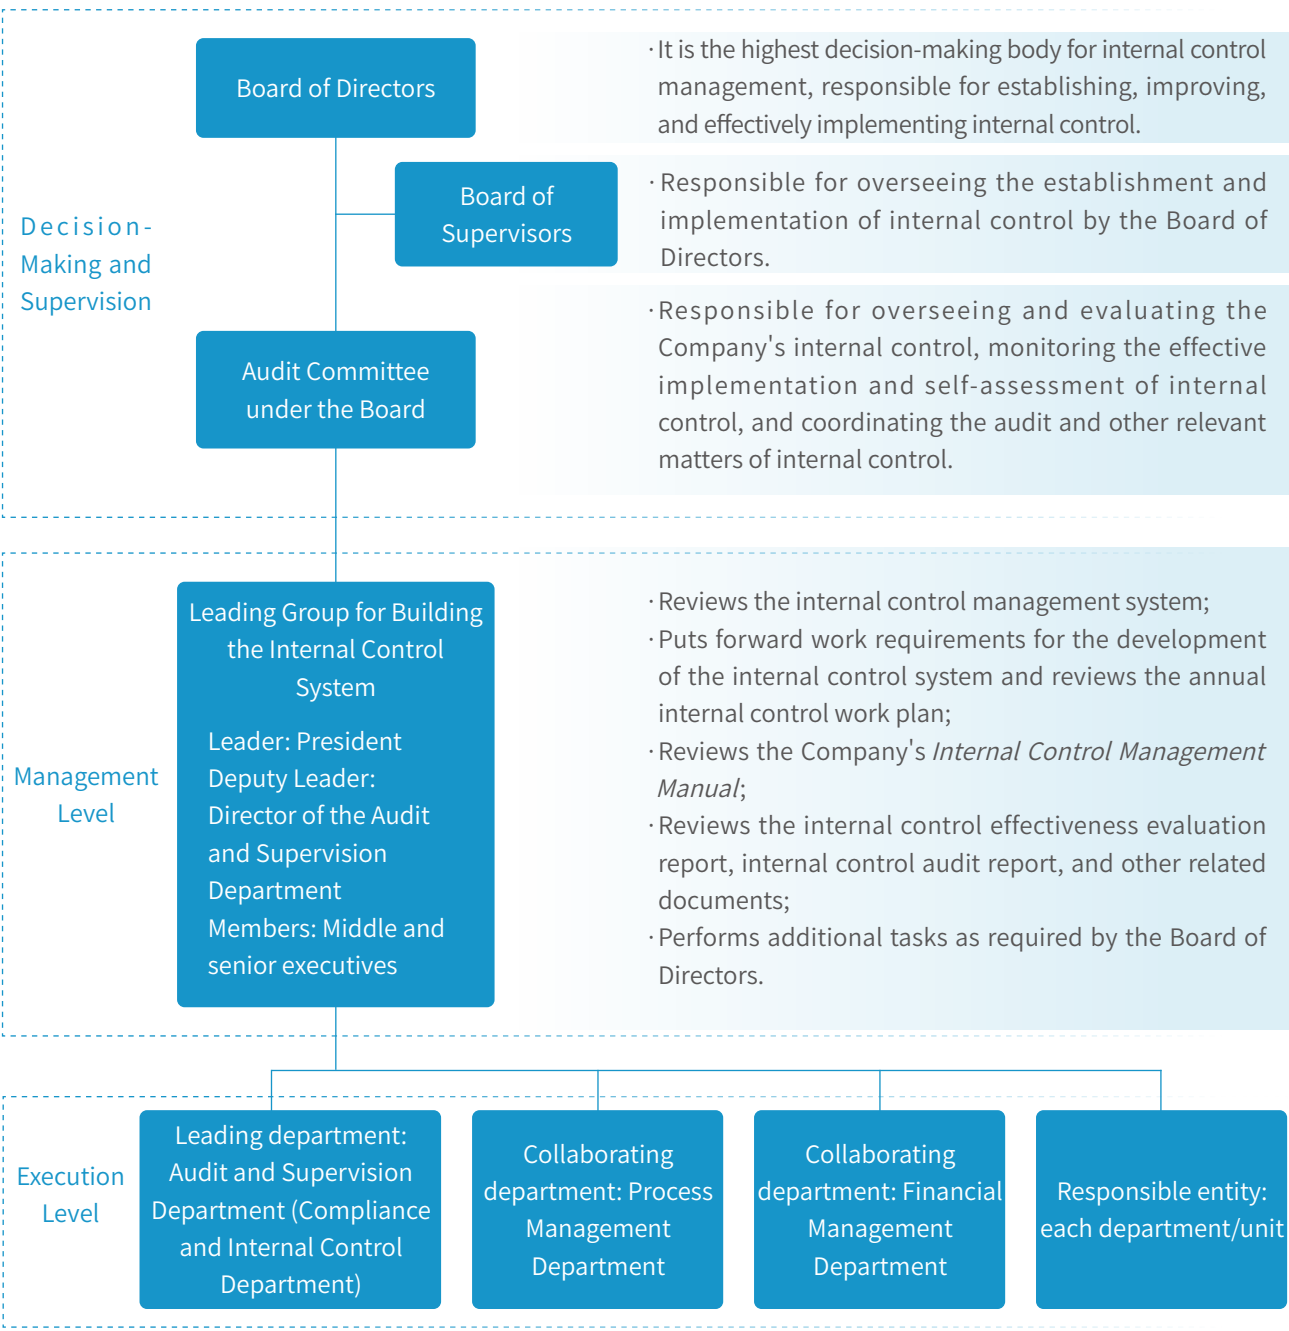 Decision-
Making and
Supervision
Board of Directors
· It is the highest decision-making body for internal control
management, responsible for establishing, improving,
and effectively implementing internal control.
Board of
Supervisors
· Responsible for overseeing the establishment and
implementation of internal control by the Board of
Directors.
Audit Committee
under the Board
· Responsible for overseeing and evaluating the
Company's internal control, monitoring the effective
implementation and self-assessment of internal
control, and coordinating the audit and other relevant
matters of internal control.
Management
Level
Leading Group for Building
the Internal Control
System
Leader: President
Deputy Leader:
Director of the Audit
and Supervision
Department
Members: Middle and
senior executives
· Reviews the internal control management system;
· Puts forward work requirements for the development
of the internal control system and reviews the annual
internal control work plan;
· Reviews the Company's Internal Control Management
Manual;
· Reviews the internal control effectiveness evaluation
report, internal control audit report, and other related
documents;
· Performs additional tasks as required by the Board of
Directors.
Execution
Level
Leading department:
Audit and Supervision
Department (Compliance
and Internal Control
Department)
Collaborating
department: Process
Management
Department
Collaborating
department: Financial
Management
Department
Responsible entity:
each department/unit